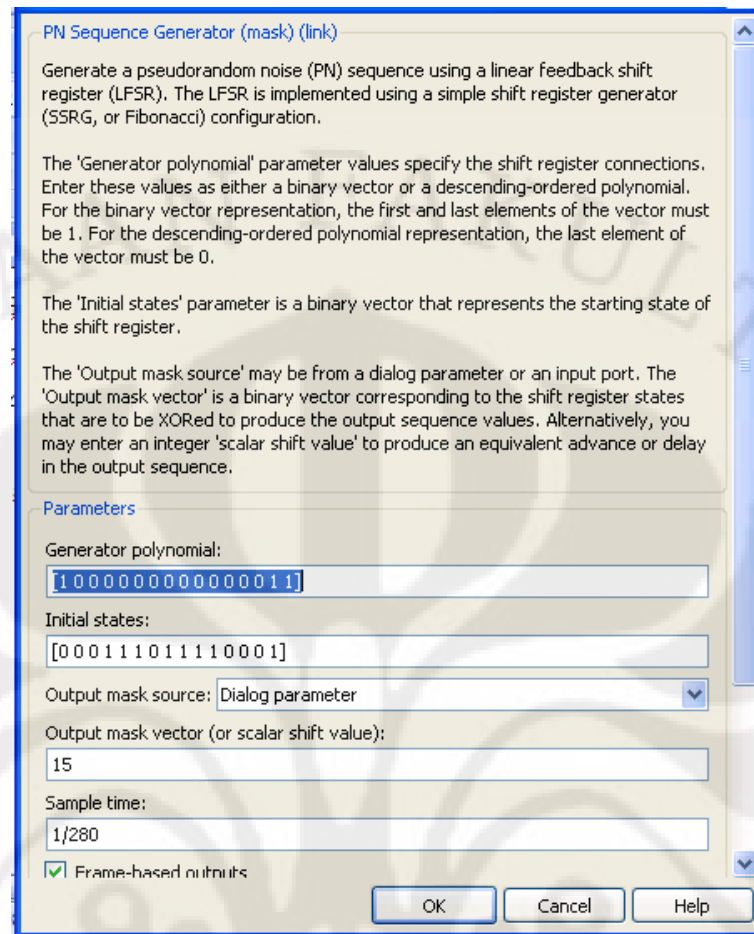 PN Sequence Generator (mask) (link)
Generate a pseudorandom noise (PN) sequence using a linear feedback shift
register (LFSR). The LFSR is implemented using a simple shift register generator
(SSRG, or Fibonacci) configuration.
The 'Generator polynomial' parameter values specify the shift register connections.
Enter these values as either a binary vector or a descending-ordered polynomial.
For the binary vector representation, the first and last elements of the vector must
be 1. For the descending-ordered polynomial representation, the last element of
the vector must be 0.
The 'Initial states' parameter is a binary vector that represents the starting state of
the shift register.
The 'Output mask source' may be from a dialog parameter or an input port. The
'Output mask vector' is a binary vector corresponding to the shift register states
that are to be XORed to produce the output sequence values. Alternatively, you
may enter an integer 'scalar shift value' to produce an equivalent advance or delay
in the output sequence.
Parameters
Generator polynomial:
[1 0 0 0 0 0 0 0 0 0 0 0 0 0 1 1]
Initial states:
[0 0 0 1 1 1 0 1 1 1 1 0 0 0 1]
Output mask source: Dialog parameter
Output mask vector (or scalar shift value):
15
Sample time:
1/280
Frame-based outputs
OK Cancel Help